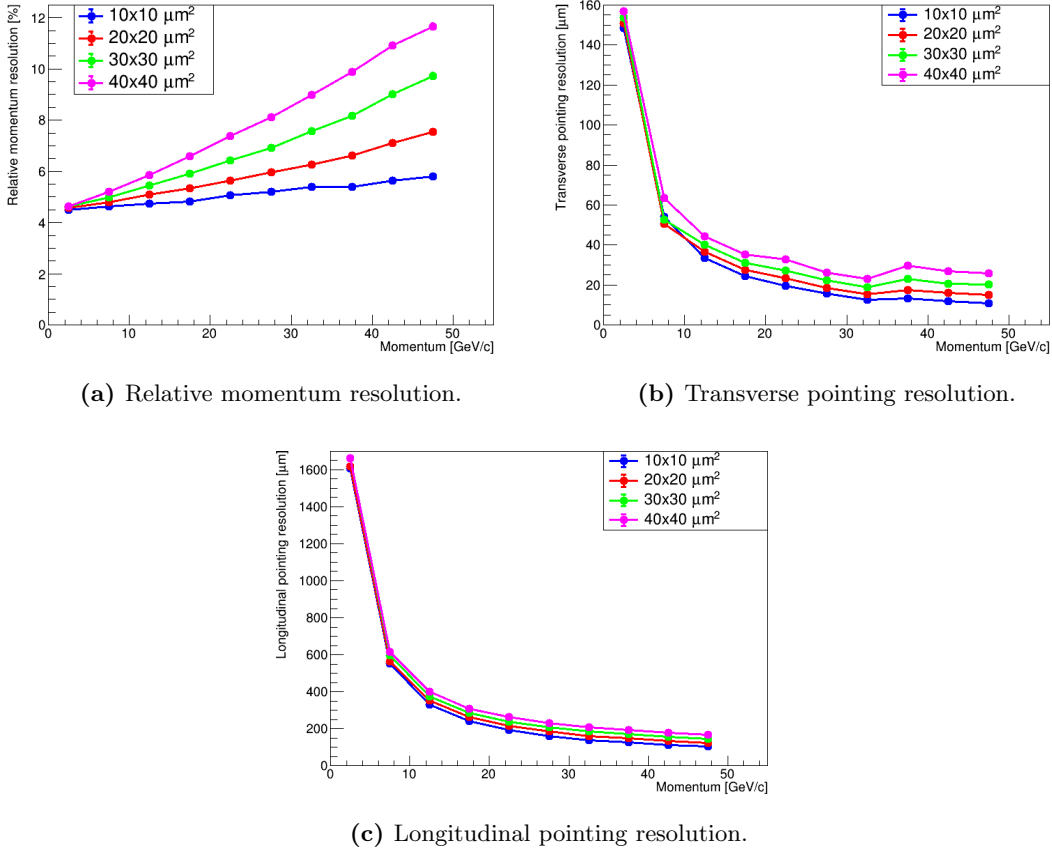 Relative momentum resolution [%]
12
10
8
6
4
2
0
10x10 μm²
20x20 μm²
30x30 μm²
40x40 μm²
0 10 20 30 40 50
Momentum [GeV/c]
(a) Relative momentum resolution.
Transverse pointing resolution [μm]
160
140
120
100
80
60
40
20
0
10x10 μm²
20x20 μm²
30x30 μm²
40x40 μm²
0 10 20 30 40 50
Momentum [GeV/c]
(b) Transverse pointing resolution.
Longitudinal pointing resolution [μm]
1600
1400
1200
1000
800
600
400
200
0
10x10 μm²
20x20 μm²
30x30 μm²
40x40 μm²
0 10 20 30 40 50
Momentum [GeV/c]
(c) Longitudinal pointing resolution.